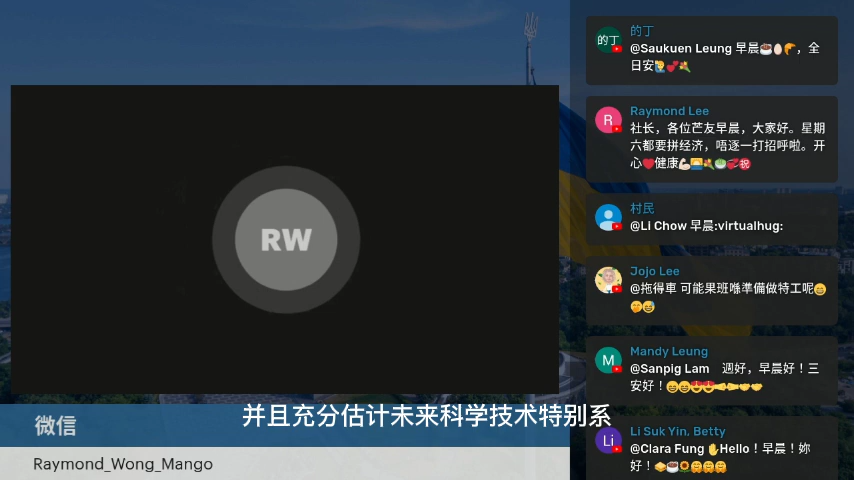 RW
并且充分估计未来科学技术特别系
微信
Raymond_Wong_Mango
的丁
的丁
@Saukuen Leung 早晨☕🥚🥐，全
日安🙋‍♂️💕💐
R
Raymond Lee
社长，各位芒友早晨，大家好。星期
六都要拼经济，唔逐一打招呼啦。开
心❤️健康💪🏻🌅💐🥗💞㊗️
村民
@Li Chow 早晨:virtualhug:
Jojo Lee
@拖得車 可能果班喺準備做特工呢😄
🤭😅
M
Mandy Leung
@Sanpig Lam 週好，早晨好！三
安好！
Li
Li Suk Yin, Betty
@Clara Fung ✋Hello！早晨！妳
好！